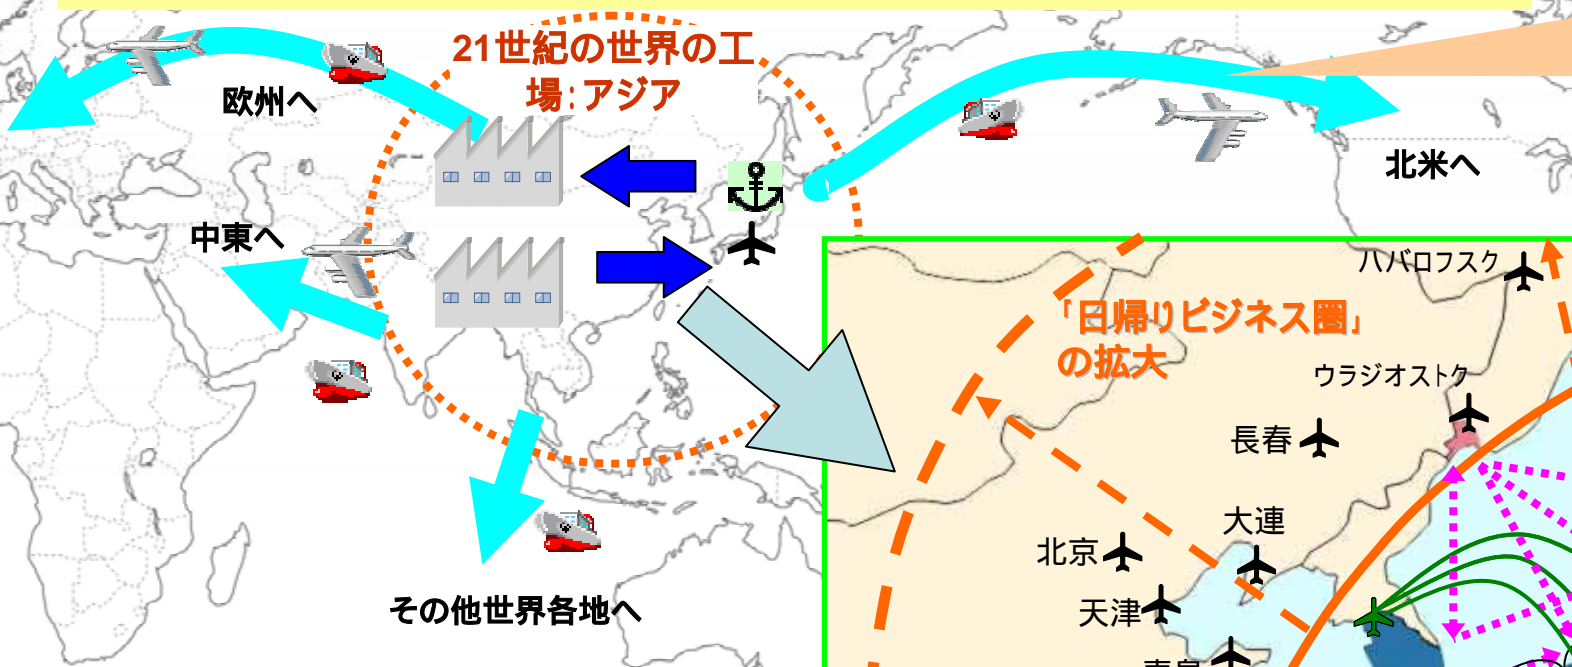 21世紀の世界の工
場：アジア
欧州へ
北米へ
中東へ
その他世界各地へ
ハバロフスク
「日帰りビジネス圏」
の拡大
ウラジオストク
長春
大連
北京
天津